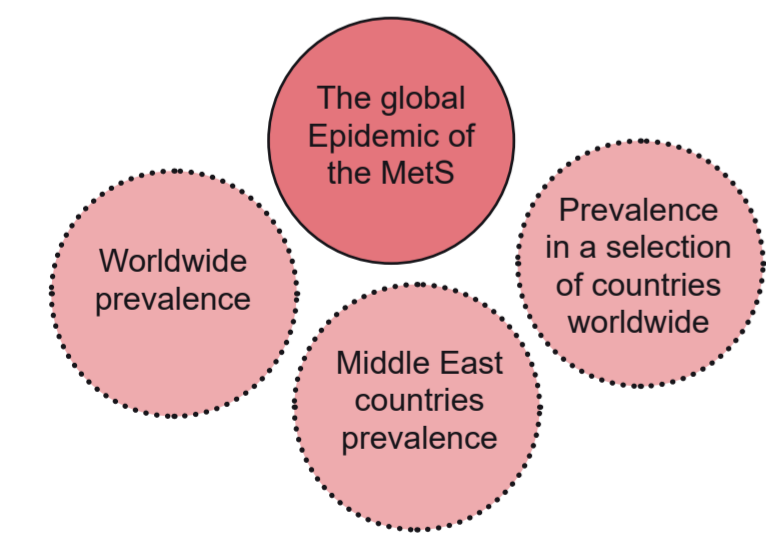 The global
Epidemic of
the MetS
Worldwide
prevalence
Middle East
countries
prevalence
Prevalence
in a selection
of countries
worldwide